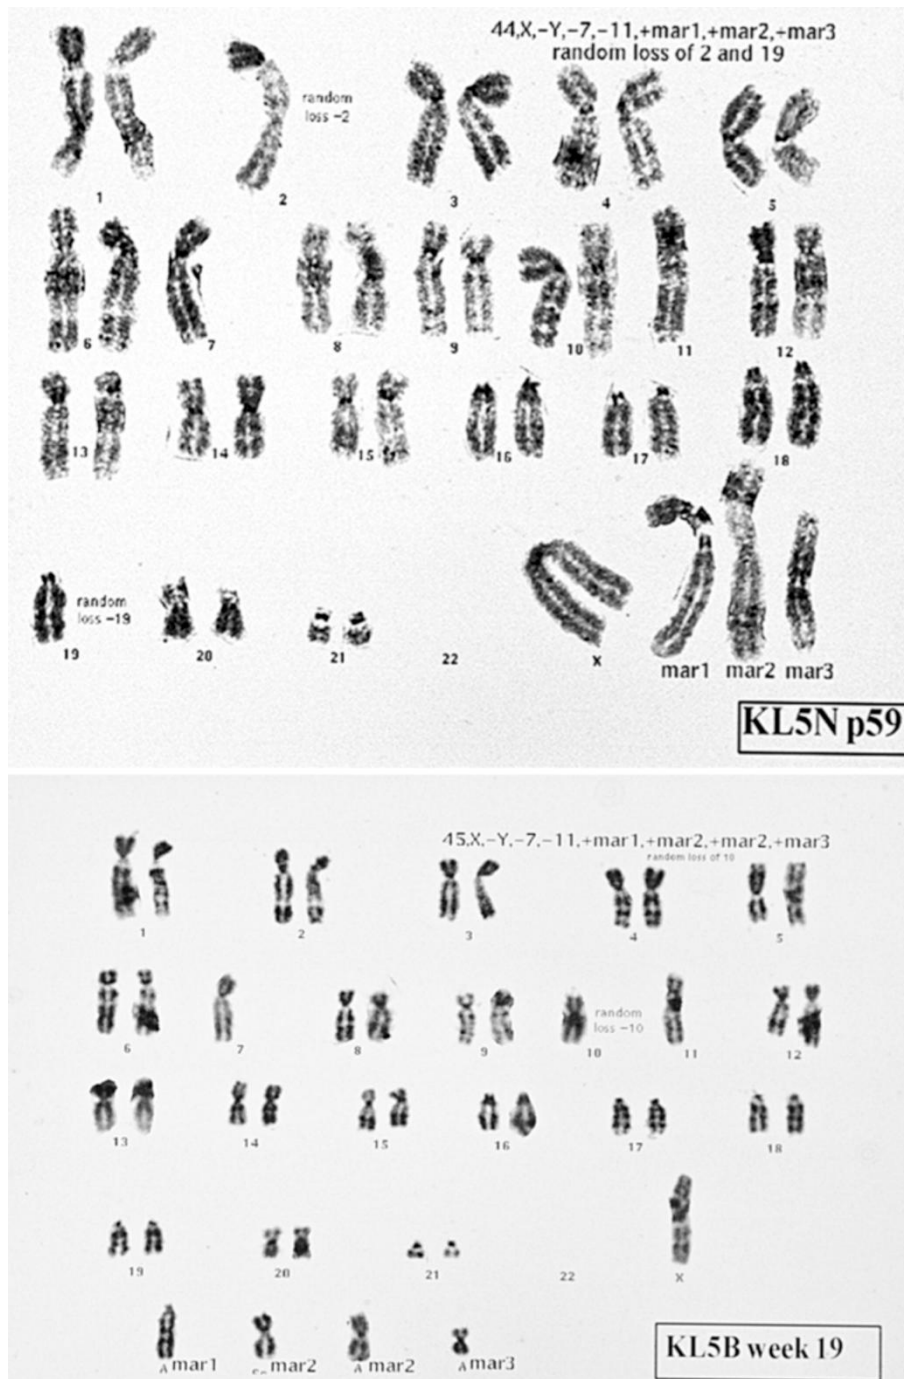 44,X,-Y,-7,-11,+mar1,+mar2,+mar3
random loss of 2 and 19
random
loss -2
1 2 3 4 5
6 7 8 9 10 11 12
13 14 15 16 17 18
random
loss -19
19 20 21 22 X
mar1 mar2 mar3
KL5N p59
45,X,-Y,-7,-11,+mar1,+mar2,+mar2,+mar3
random loss of 10
1 2 3 4 5
random
loss -10
6 7 8 9 10 11 12
13 14 15 16 17 18
19 20 21 22 X
A mar1 mar2 A mar2 A mar3
KL5B week 19